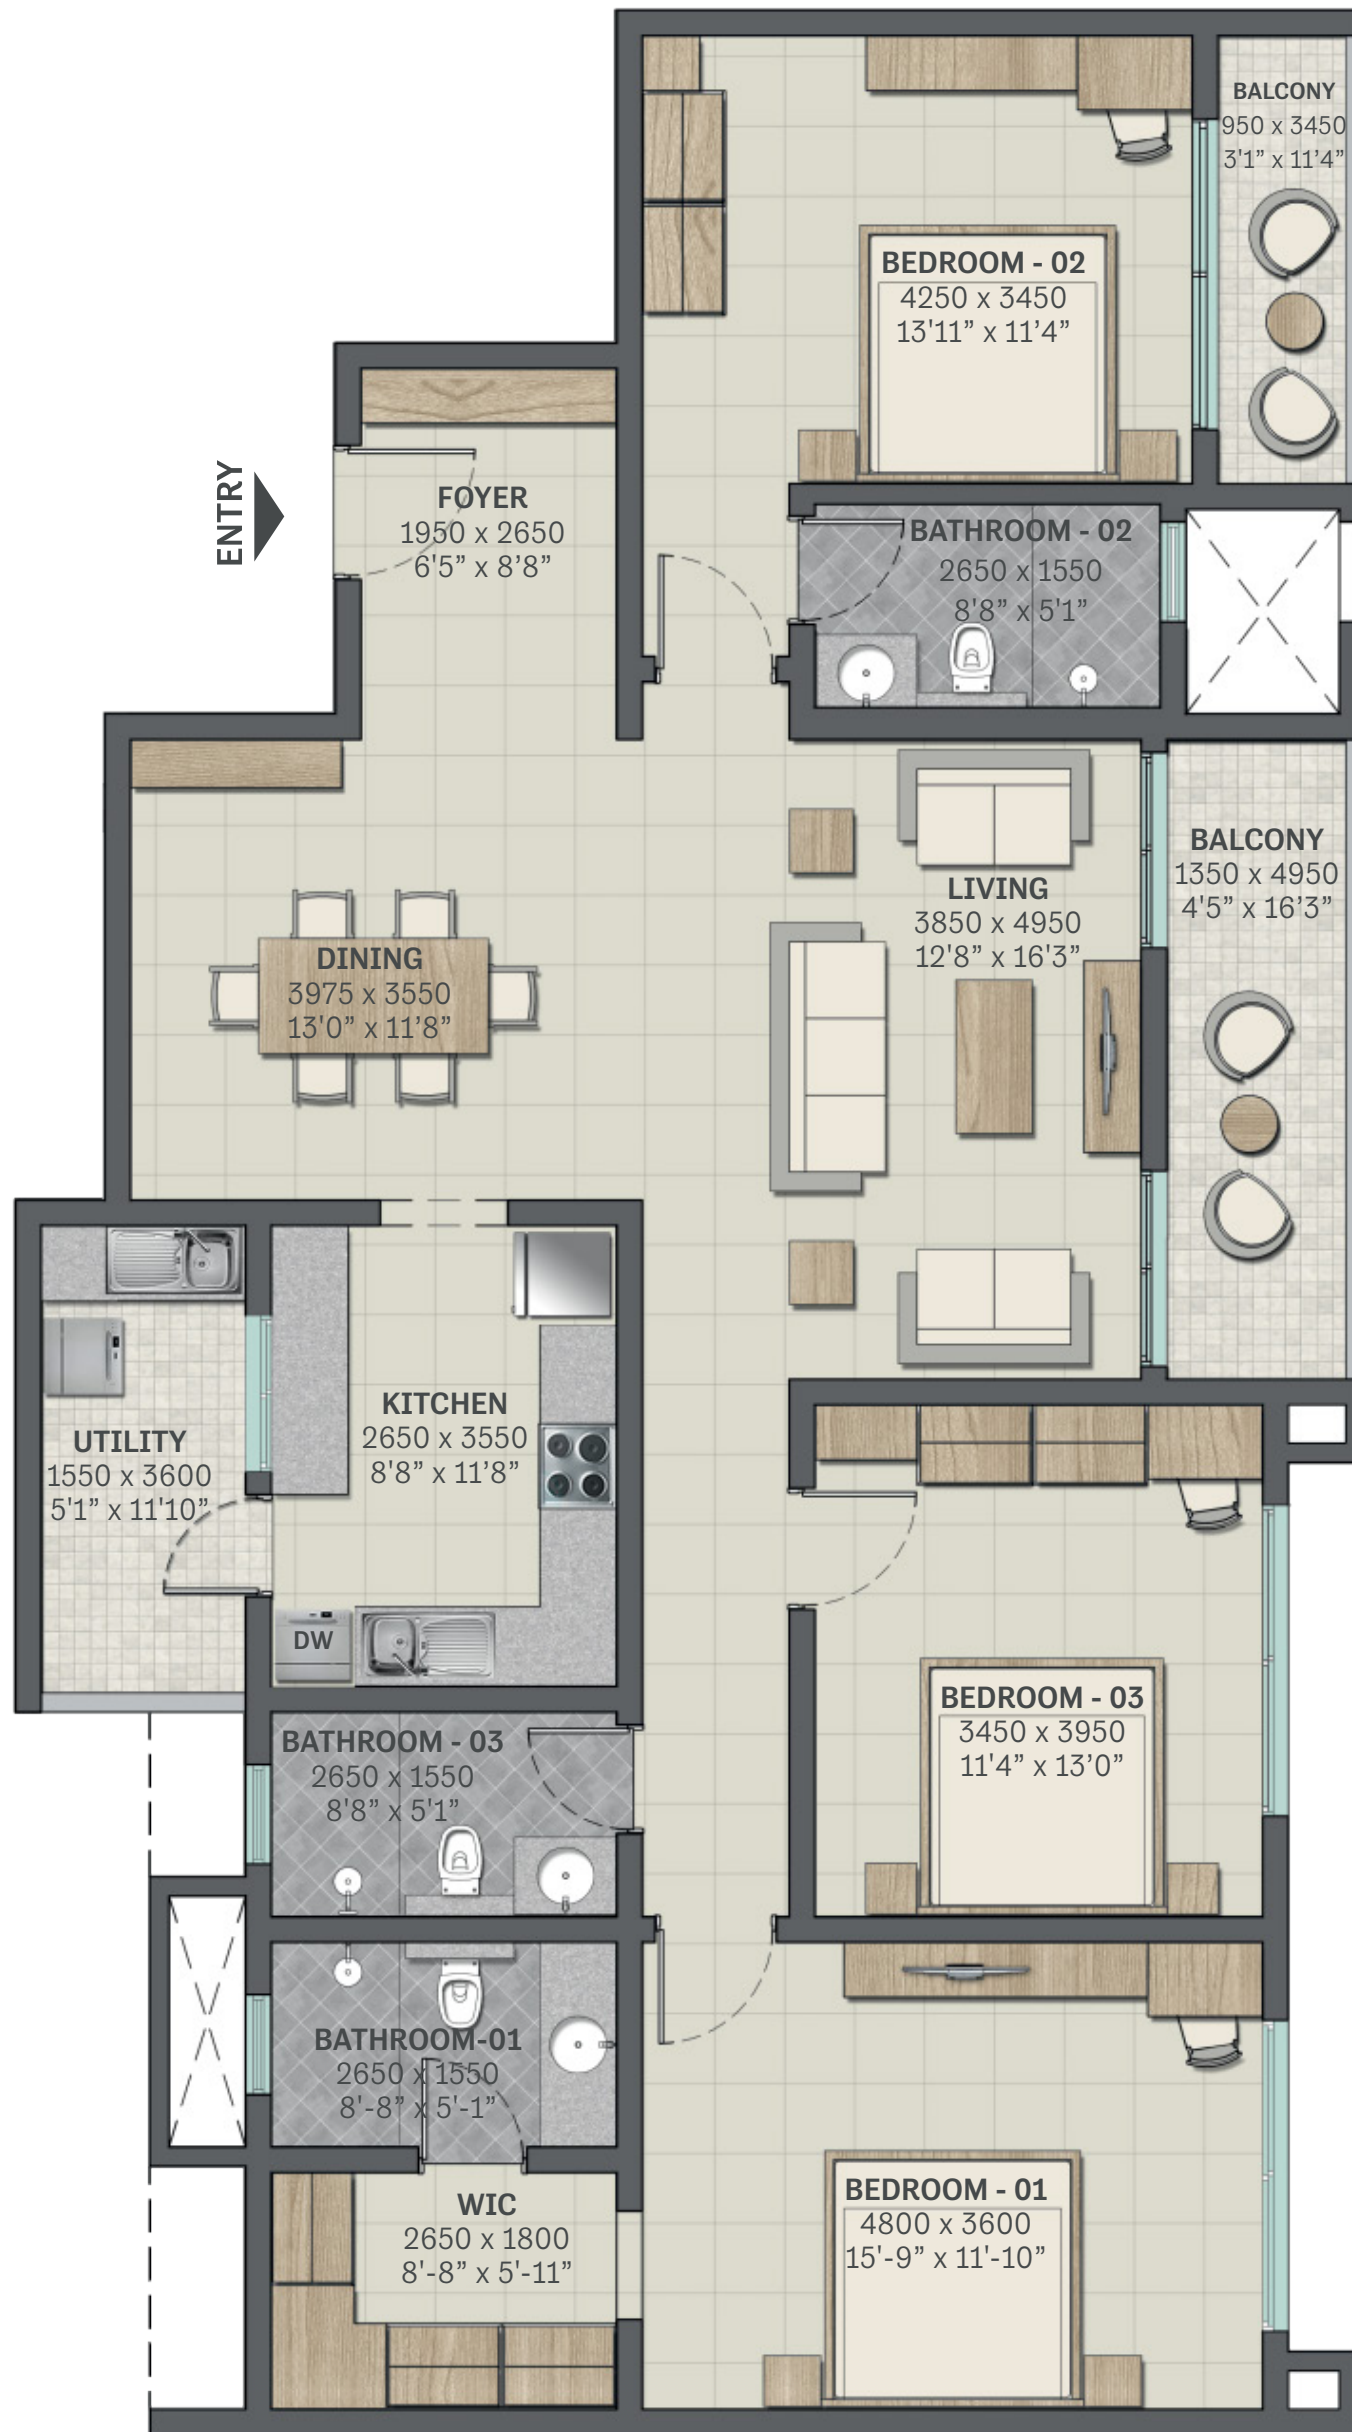 BALCONY
950 x 3450
3'1” x 11’4”
BEDROOM - 02
4250 x 3450
13'11” x 11’4”
ENTRY
FOYER
1950 x 2650
6'5” x 8’8”
BATHROOM - 02
2650 x 1550
8’8” x 5'1”
BALCONY
1350 x 4950
4'5” x 16’3”
LIVING
3850 x 4950
12'8” x 16’3”
DINING
3975 x 3550
13'0” x 11’8”
KITCHEN
2650 x 3550
8’8” x 11’8”
UTILITY
1550 x 3600
5'1” x 11'10”
DW
BEDROOM - 03
3450 x 3950
11’4” x 13’0”
BATHROOM - 03
2650 x 1550
8’8” x 5'1”
BATHROOM-01
2650 x 1550
8'-8” x 5'-1”
WIC
2650 x 1800
8'-8” x 5'-11”
BEDROOM - 01
4800 x 3600
15'-9” x 11'-10”